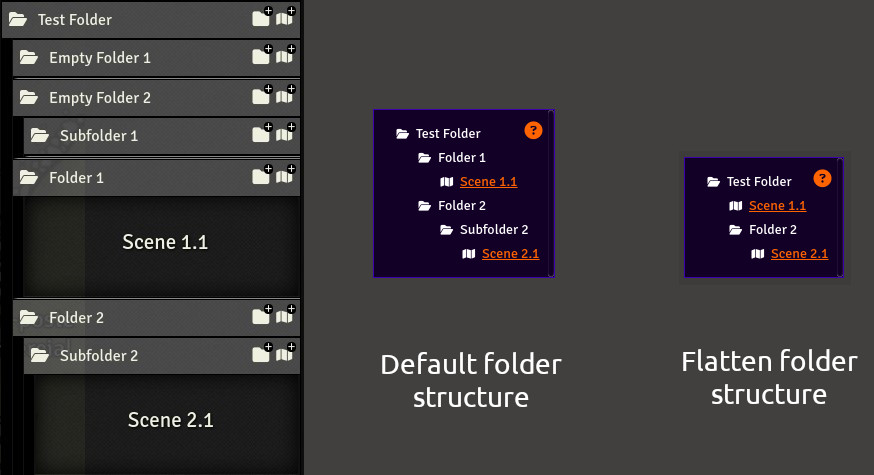 Test Folder
Empty Folder 1
Empty Folder 2
Subfolder 1
Folder 1
Scene 1.1
Folder 2
Subfolder 2
Scene 2.1
Test Folder
?
Folder 1
Scene 1.1
Folder 2
Subfolder 2
Scene 2.1
Default folder
structure
Test Folder
?
Scene 1.1
Folder 2
Scene 2.1
Flatten folder
structure